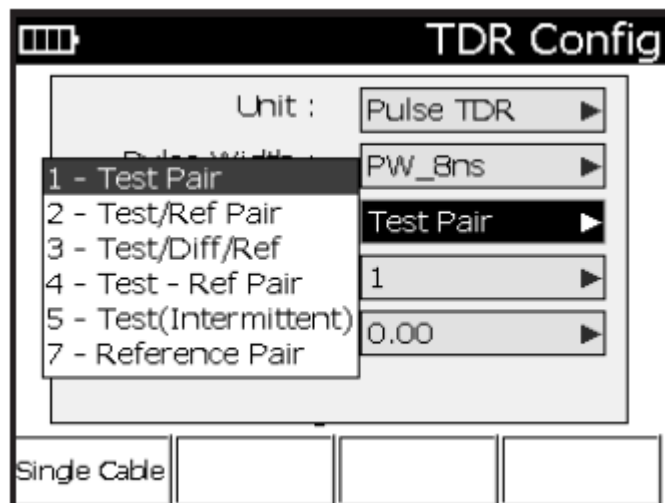 TDR Config
Unit : Pulse TDR
PW_8ns
1 - Test Pair
2 - Test/Ref Pair
Test Pair
3 - Test/Diff/Ref
4 - Test - Ref Pair
1
5 - Test(Intermittent)
0.00
7 - Reference Pair
Single Cable